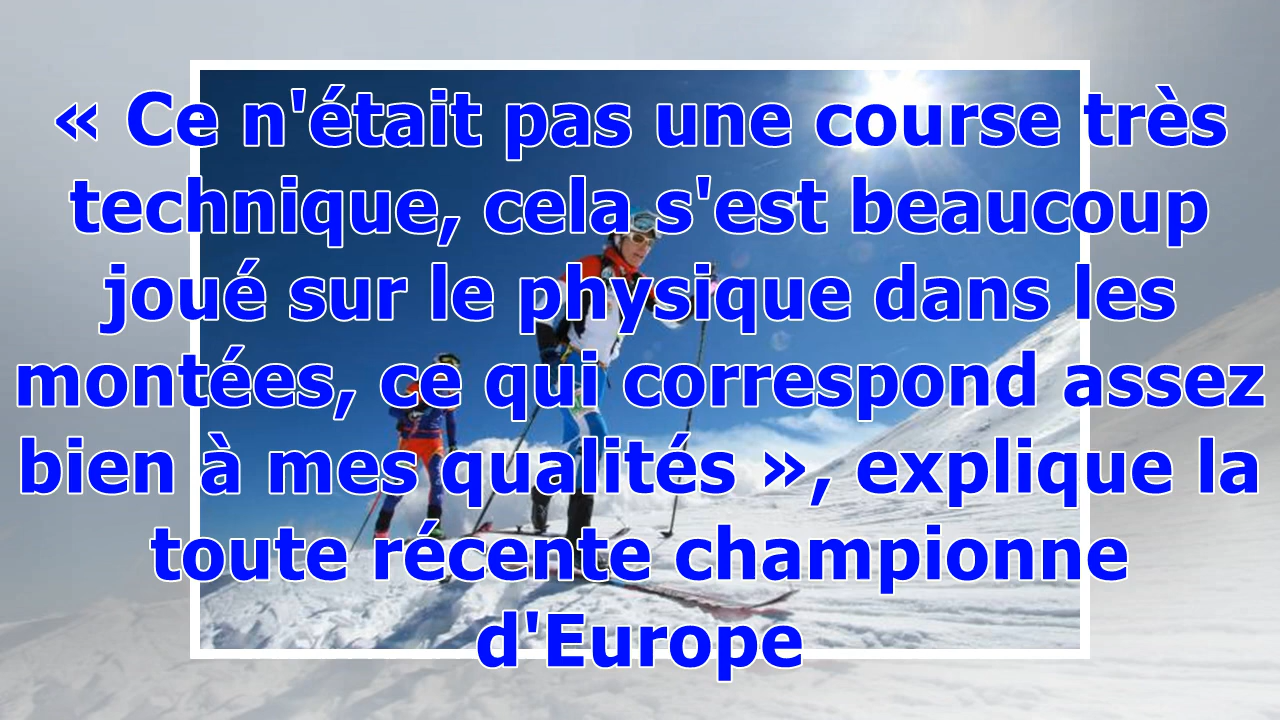 « Ce n'était pas une course très
technique, cela s'est beaucoup
joué sur le physique dans les
montées, ce qui correspond assez
bien à mes qualités », explique la
toute récente championne
d'Europe